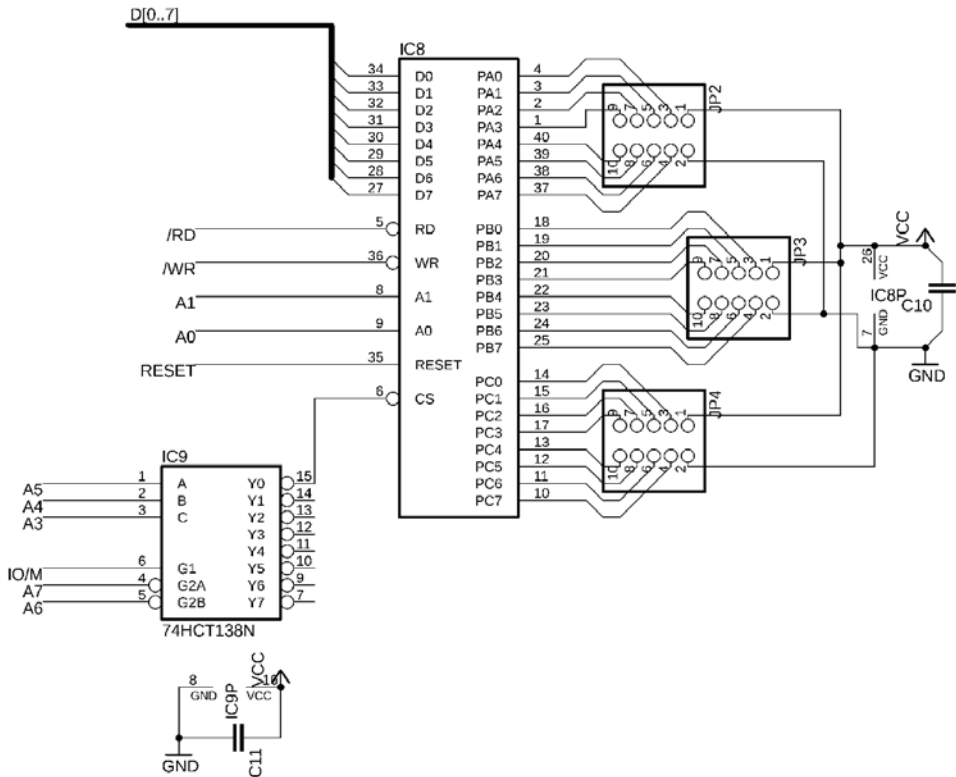 D[0..7]
IC8
34 D0 PA0 4
33 D1 PA1 3
32 D2 PA2 2
31 D3 PA3 1
30 D4 PA4 40
29 D5 PA5 39
28 D6 PA6 38
27 D7 PA7 37
9 7 5 3 1
10 8 6 4 2
JP2
/RD 5 RD PB0 18
PB1 19
/WR 36 WR PB2 20
PB3 21
A1 8 A1 PB4 22
PB5 23
A0 9 A0 PB6 24
PB7 25
9 7 5 3 1
10 8 6 4 2
JP3
VCC
26 VCC
IC8P
C10
7 GND
GND
RESET 35 RESET
PC0 14
6 CS PC1 15
PC2 16
PC3 17
PC4 13
PC5 12
PC6 11
PC7 10
9 7 5 3 1
10 8 6 4 2
JP4
IC9
A5 1 A Y0 15
A4 2 B Y1 14
A3 3 C Y2 13
Y3 12
Y4 11
IO/M 6 G1 Y5 10
A7 4 G2A Y6 9
A6 5 G2B Y7 7
74HCT138N
8 GND
IC9P
16 VCC
VCC
C11
GND